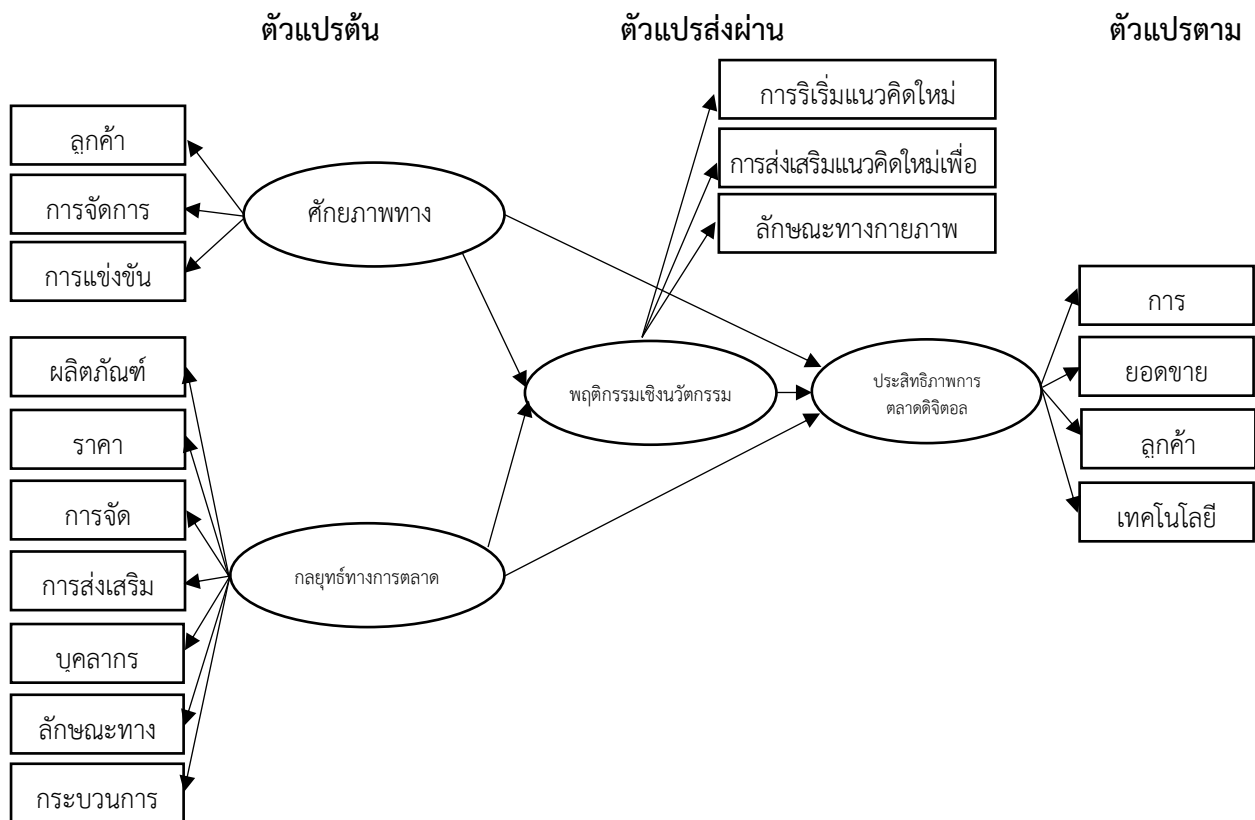 ตัวแปรต้น
ตัวแปรส่งผ่าน
ตัวแปรตาม
ลูกค้า
การจัดการ
การแข่งขัน
ศักยภาพทาง
ผลิตภัณฑ์
ราคา
การจัด
การส่งเสริม
บุคลากร
ลักษณะทาง
กระบวนการ
กลยุทธ์ทางการตลาด
การริเริ่มแนวคิดใหม่
การส่งเสริมแนวคิดใหม่เพื่อ
ลักษณะทางกายภาพ
พฤติกรรมเชิงนวัตกรรม
ประสิทธิภาพการ
ตลาดดิจิตอล
การ
ยอดขาย
ลูกค้า
เทคโนโลยี